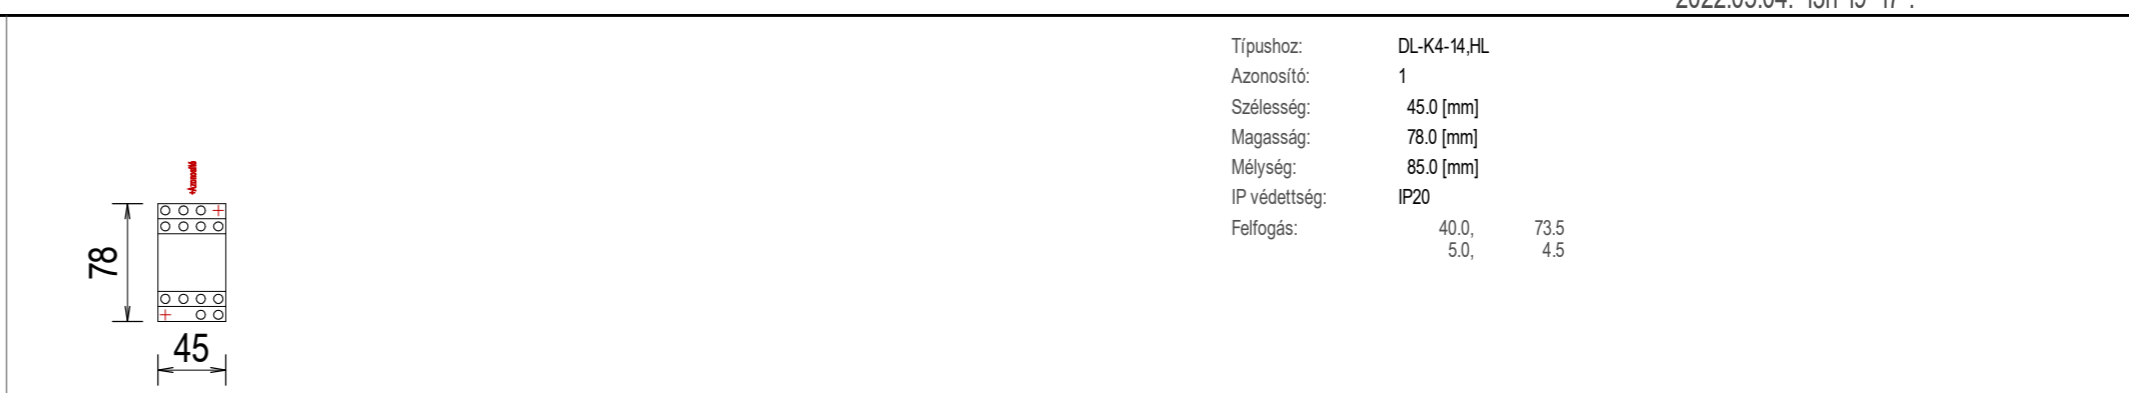 Típushoz: DL-K4-14,HL
Azonosító: 1
Szélesség: 45.0 [mm]
Magasság: 78.0 [mm]
Mélység: 85.0 [mm]
IP védettség: IP20
Felfogás: 40.0, 73.5
5.0, 4.5
+Azonosító
78
45